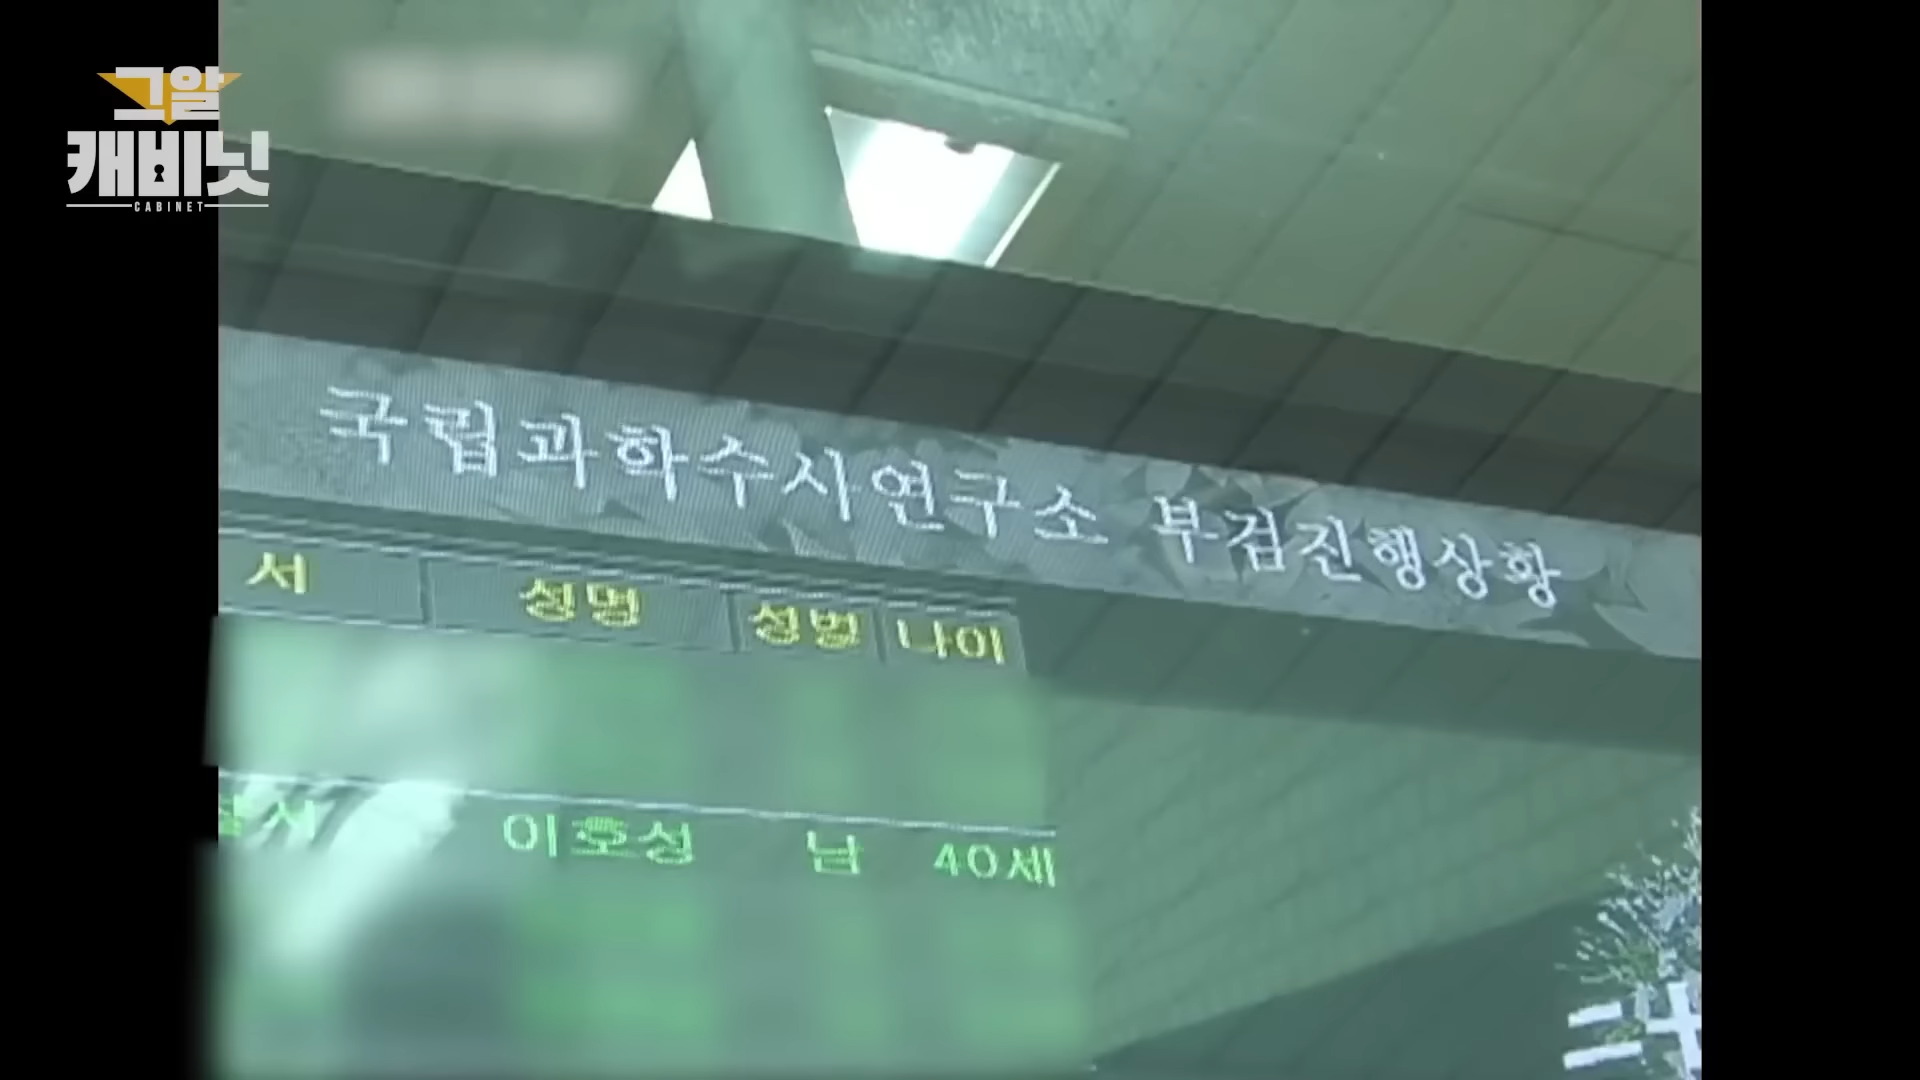 그알
캐비닛
CABINET
국립과학수사연구소 부검진행상황
서 성명 성별 나이
이호성 남 40세